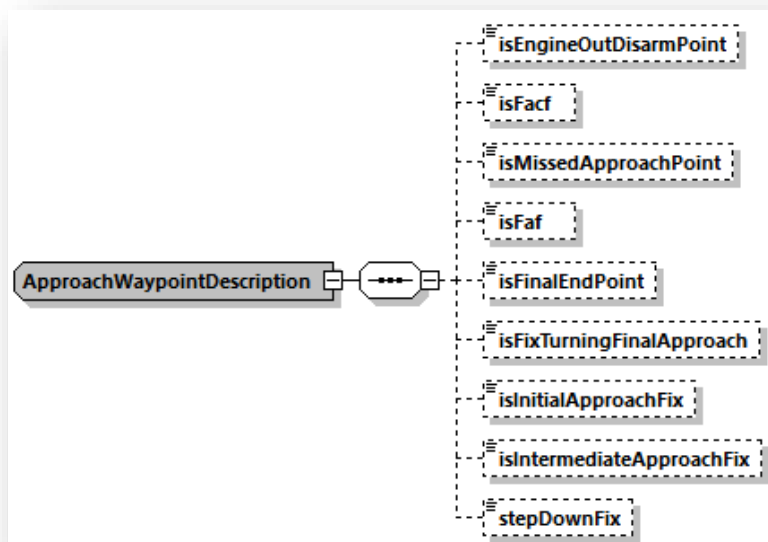 isEngineOutDisarmPoint
isFacf
isMissedApproachPoint
isFaf
ApproachWaypointDescription
isFinalEndPoint
isFixTurningFinalApproach
isInitialApproachFix
isIntermediateApproachFix
stepDownFix